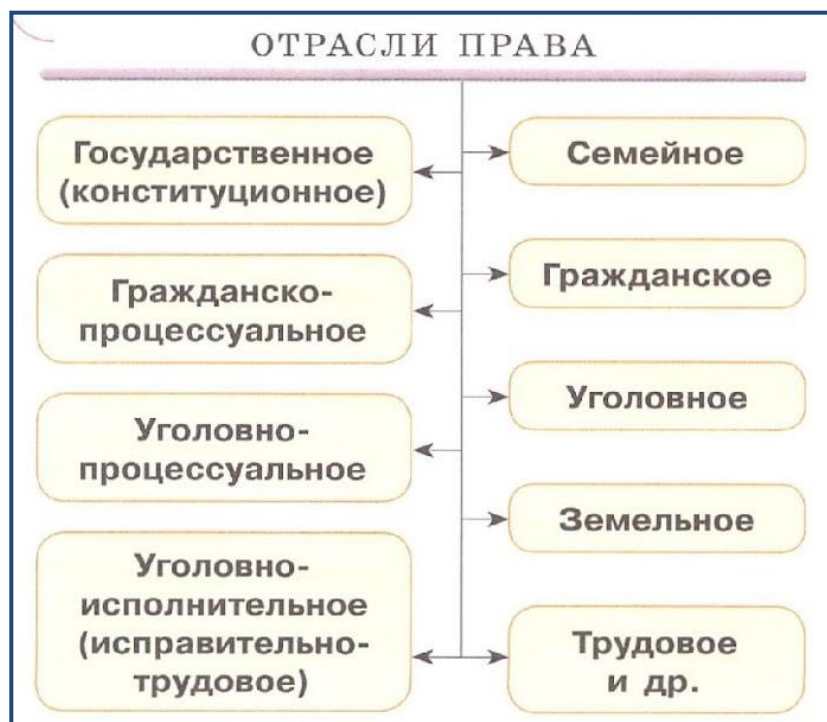 ОТРАСЛИ ПРАВА
Государственное
(конституционное)
Гражданско-
процессуальное
Уголовно-
процессуальное
Уголовно-
исполнительное
(исправительно-
трудовое)
Семейное
Гражданское
Уголовное
Земельное
Трудовое
и др.